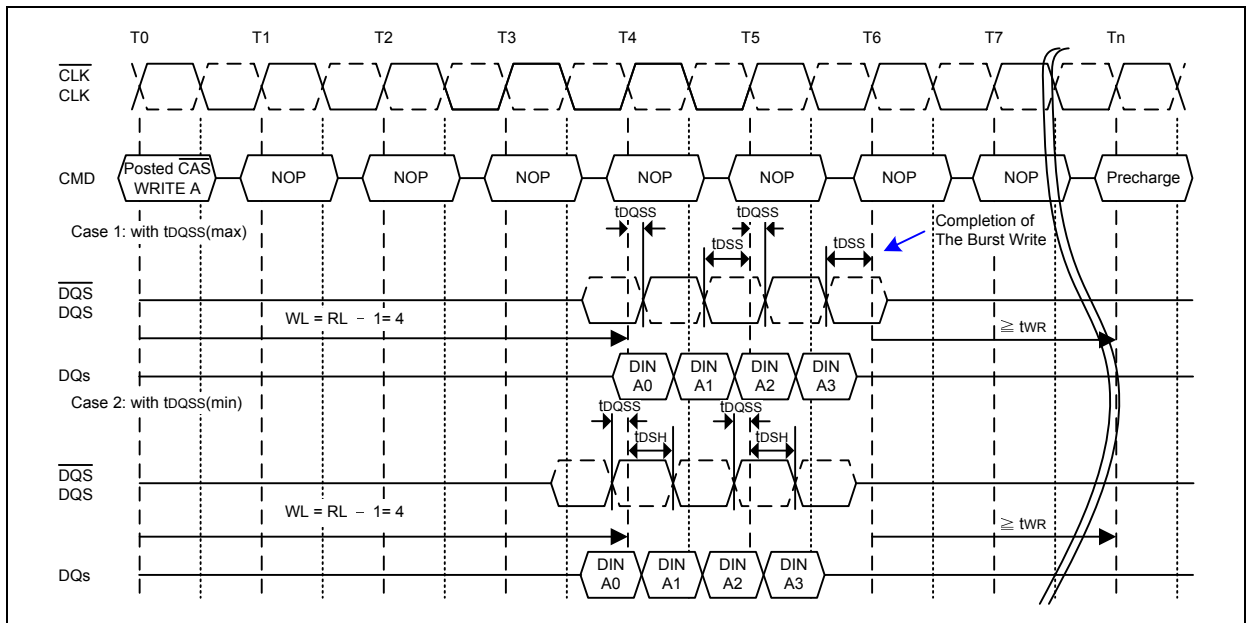 T0 T1 T2 T3 T4 T5 T6 T7 Tn
CLK
CLK
CMD
Posted CAS
WRITE A
NOP NOP NOP NOP NOP NOP NOP Precharge
Case 1: with tDQSS(max)
tDQSS tDQSS
tDSS tDSS
Completion of
The Burst Write
DQS
DQS
WL = RL − 1= 4
≧ tWR
DQs
DIN A0
DIN A1
DIN A2
DIN A3
Case 2: with tDQSS(min)
tDQSS tDQSS
tDSH tDSH
DQS
DQS
WL = RL − 1= 4
≧ tWR
DQs
DIN A0
DIN A1
DIN A2
DIN A3